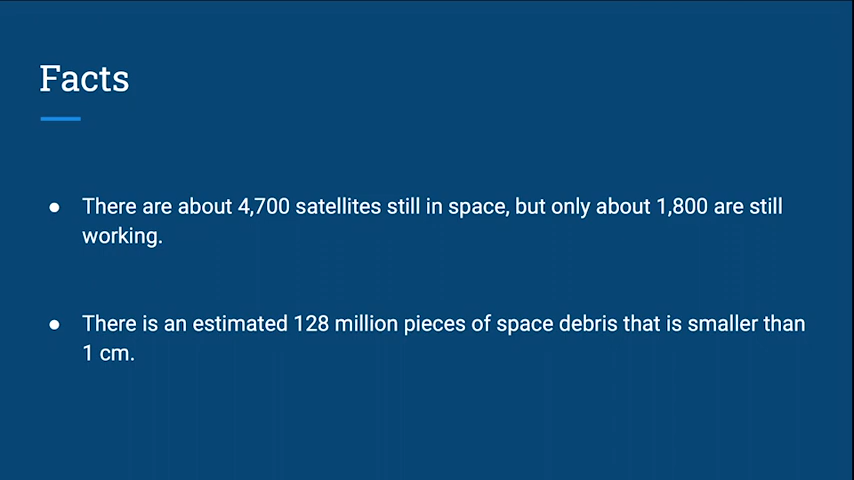 Facts
● There are about 4,700 satellites still in space, but only about 1,800 are still
working.
● There is an estimated 128 million pieces of space debris that is smaller than
1 cm.